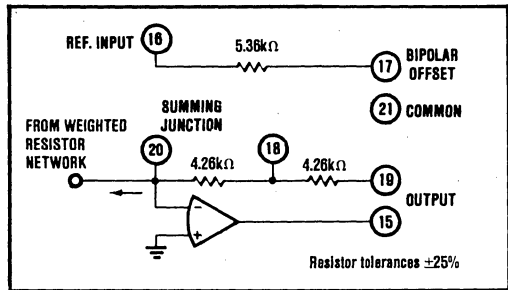 REF. INPUT 16
5.36kΩ
17 BIPOLAR OFFSET
21 COMMON
SUMMING
JUNCTION
FROM WEIGHTED
RESISTOR
NETWORK
20
4.26kΩ
18
4.26kΩ
19
OUTPUT
15
−
+
Resistor tolerances ±25%